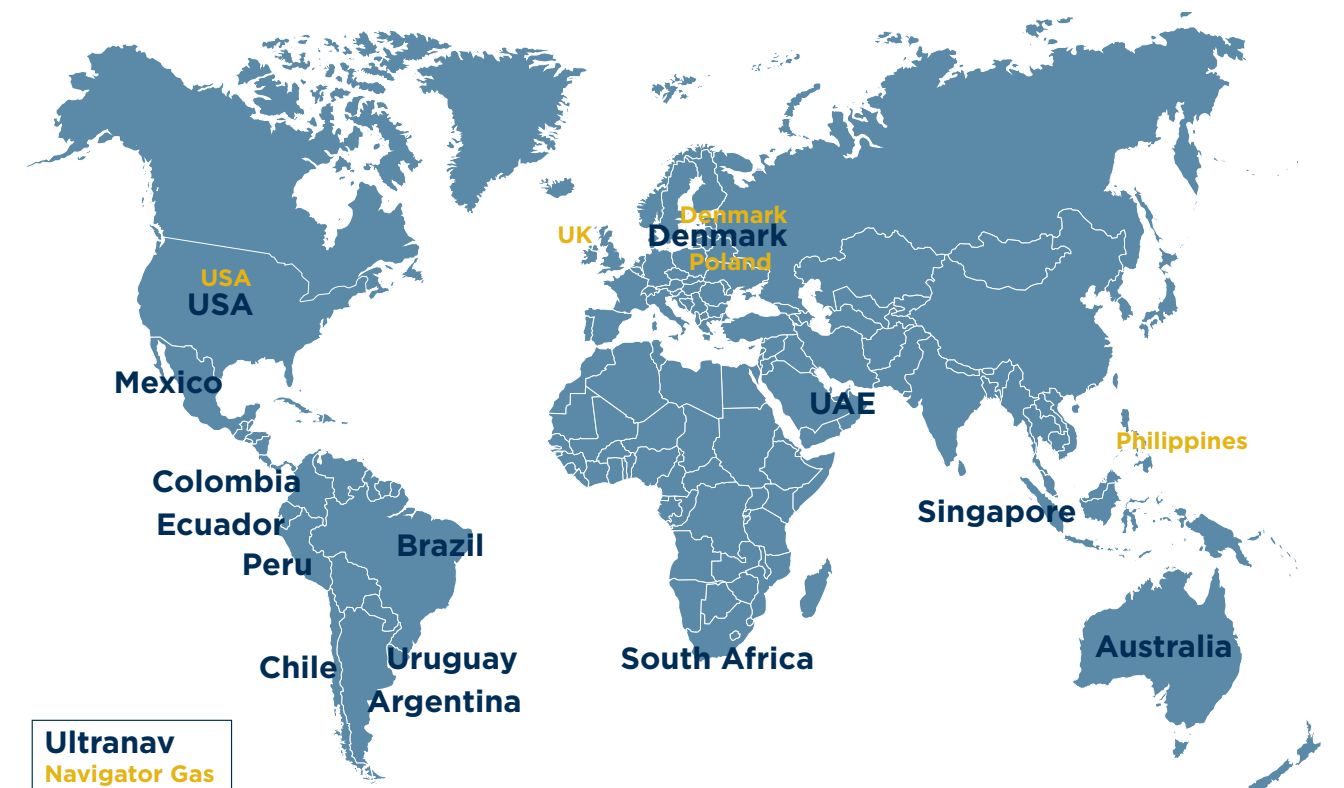 Denmark
UK
Denmark
Poland
USA
USA
Mexico
UAE
Philippines
Colombia
Singapore
Ecuador
Brazil
Peru
Australia
Uruguay
South Africa
Chile
Argentina
Ultranav
Navigator Gas